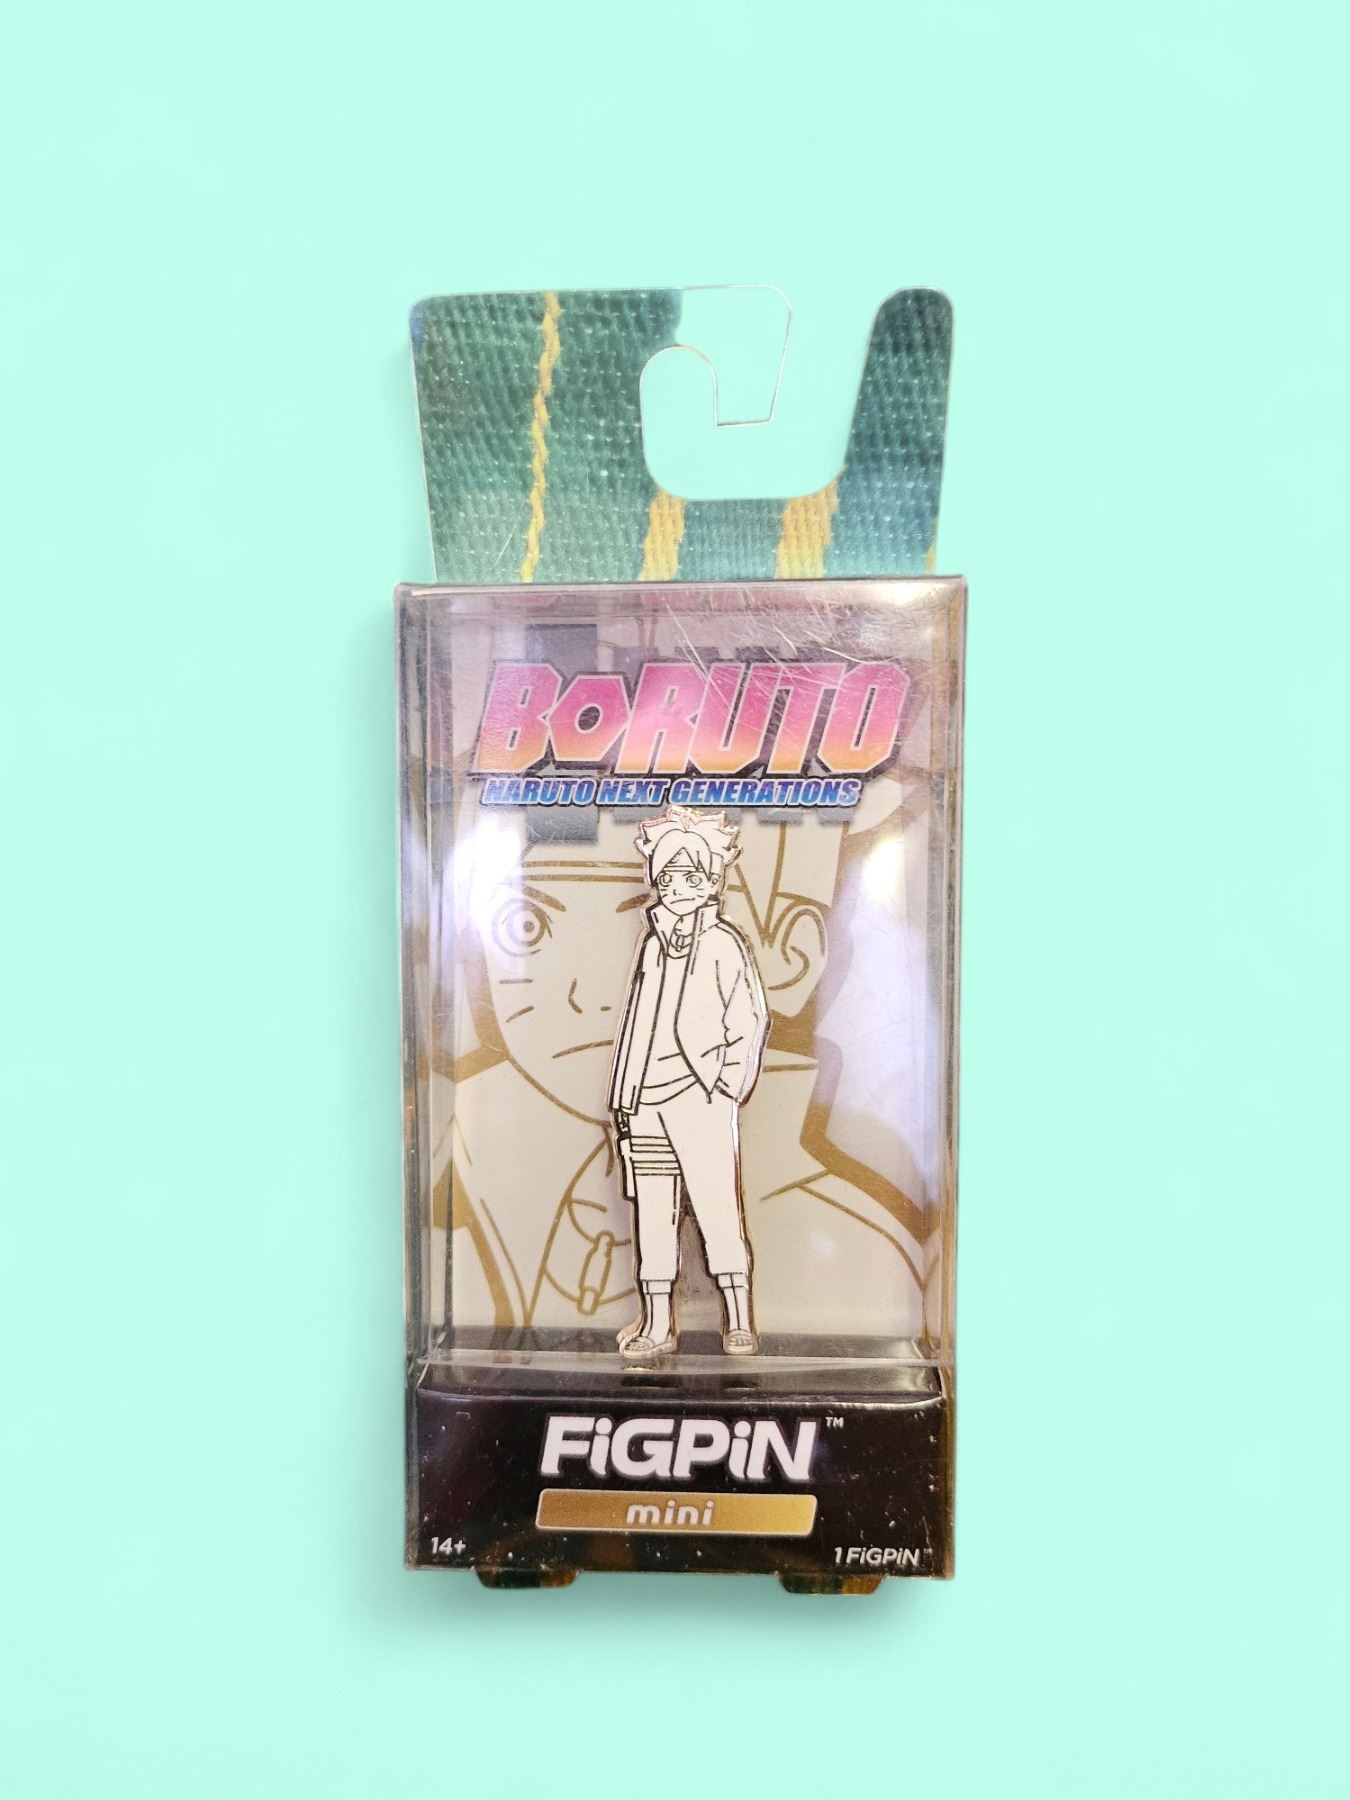 BORUTO
NARUTO NEXT GENERATIONS
FiGPiN™
mini
14+
1 FiGPiN™